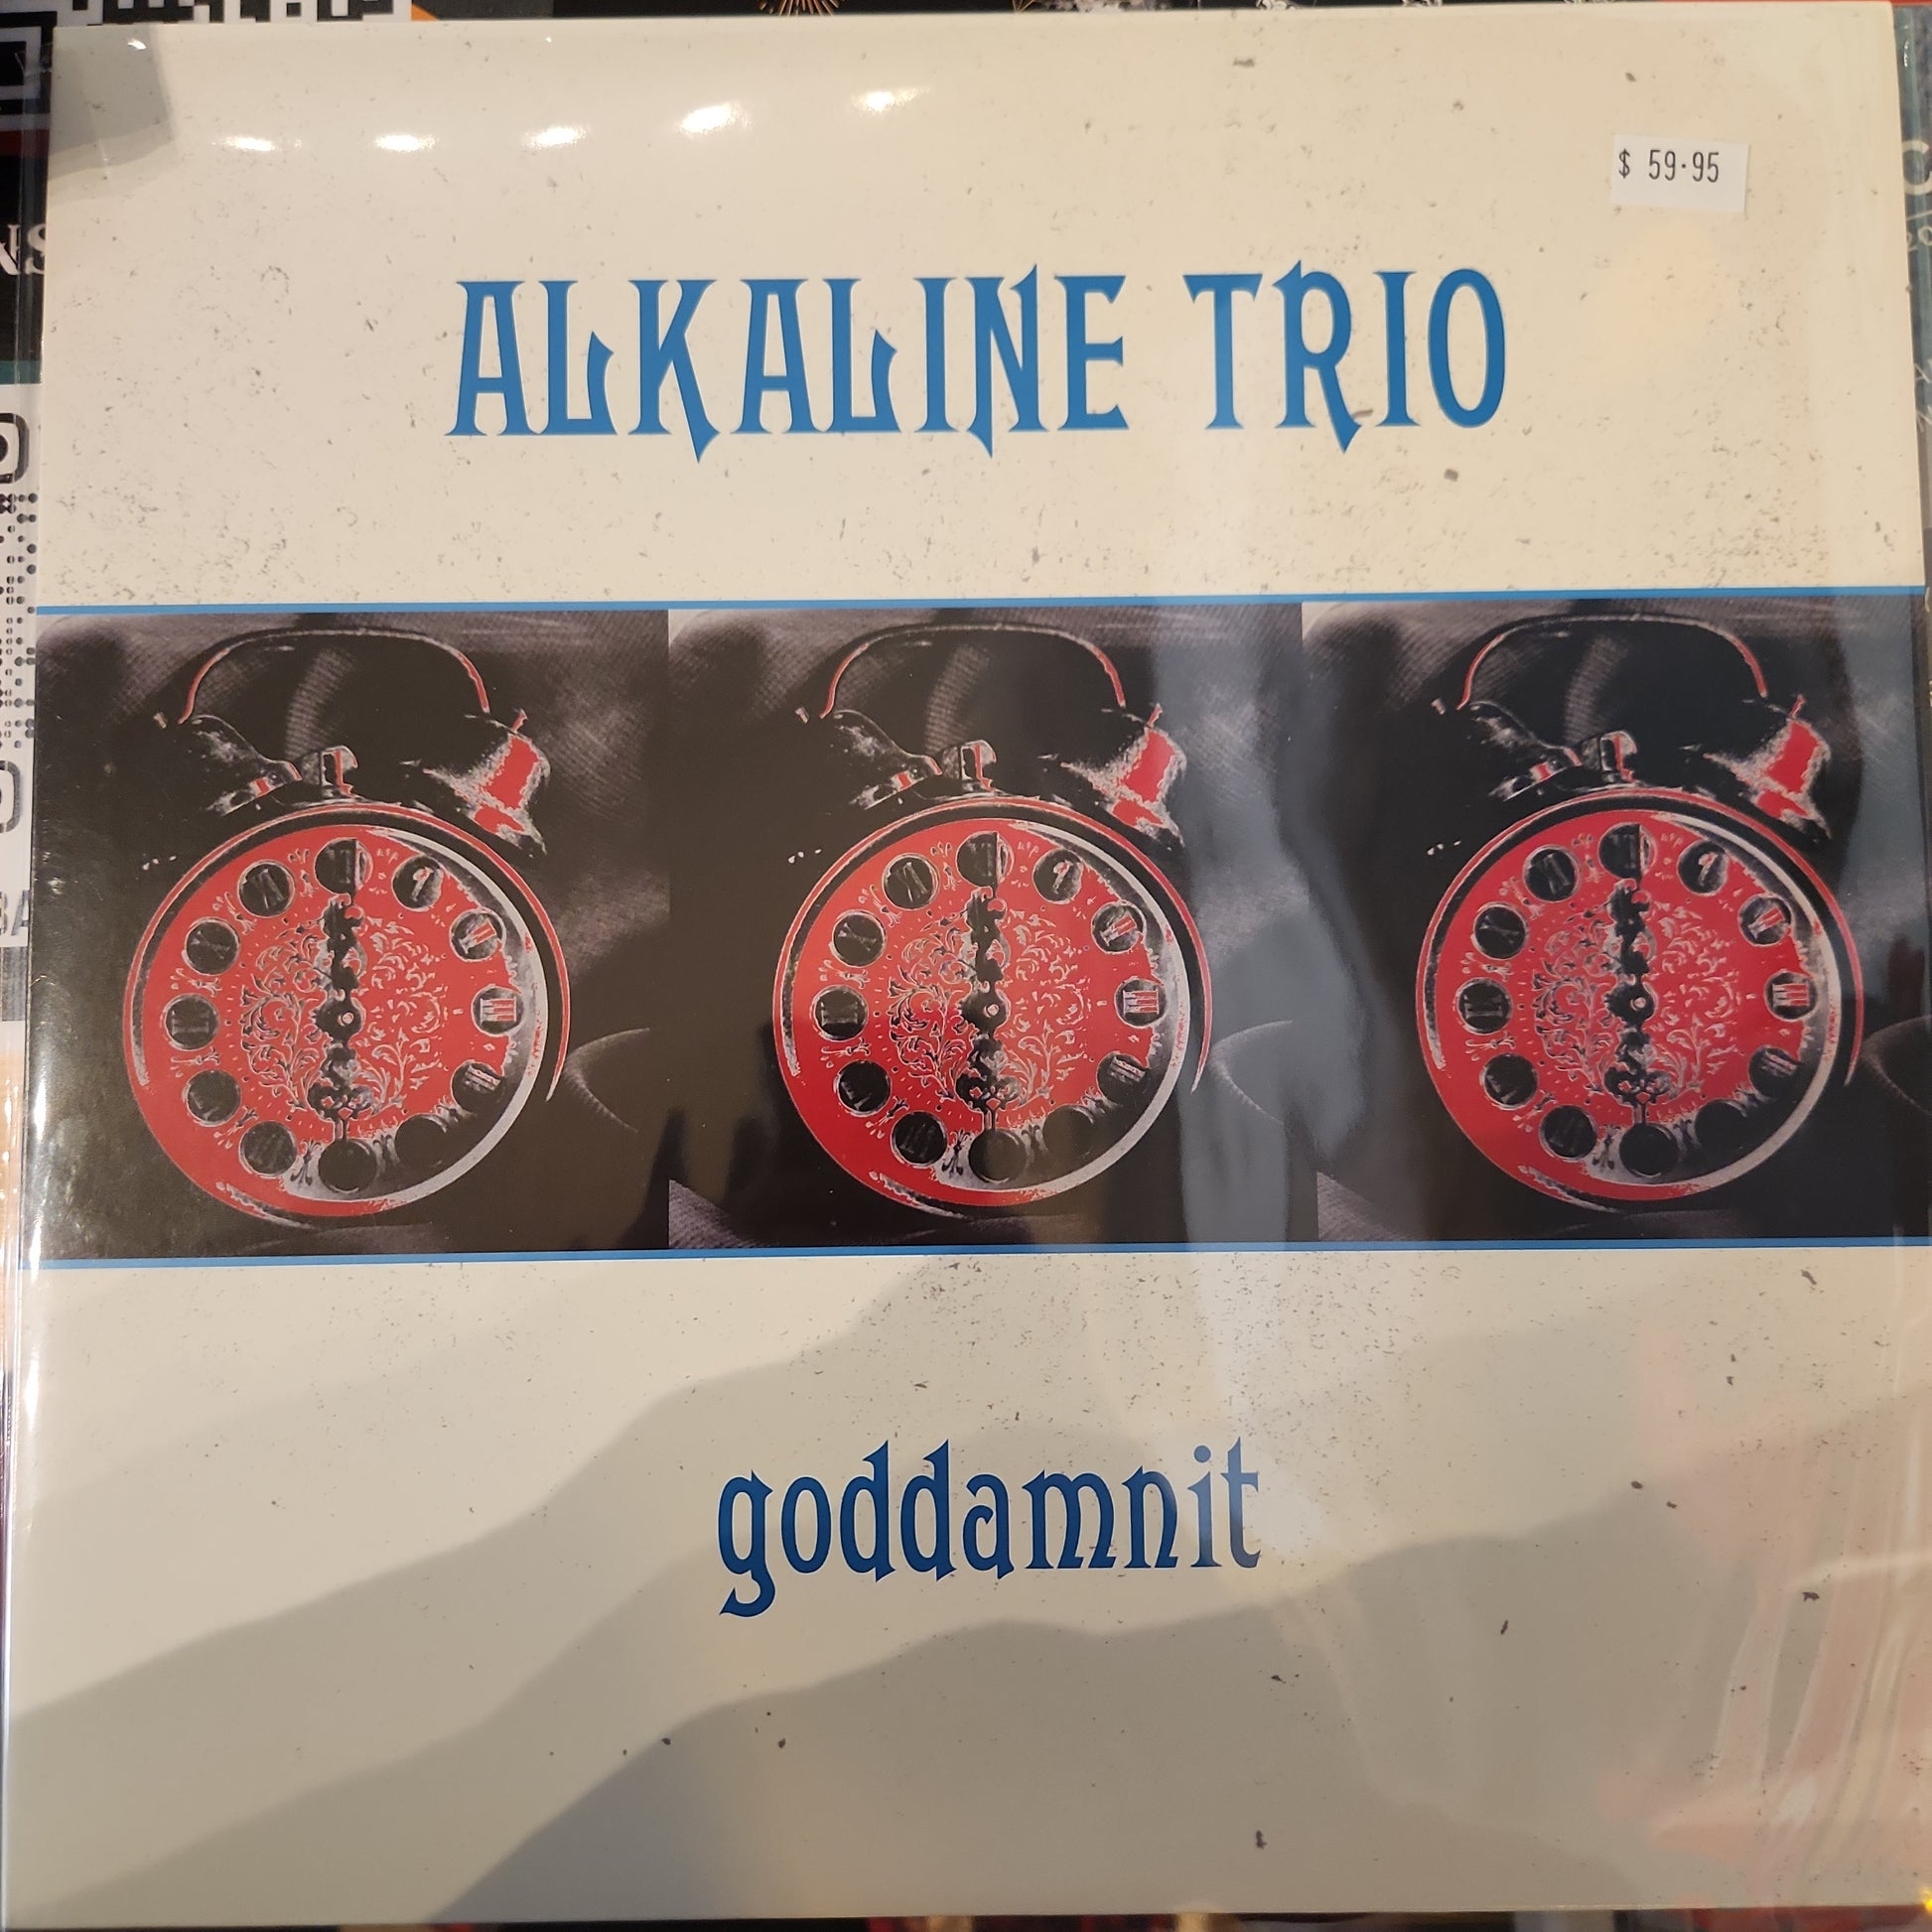 $ 59.95
ALKALINE TRIO
goddamnit